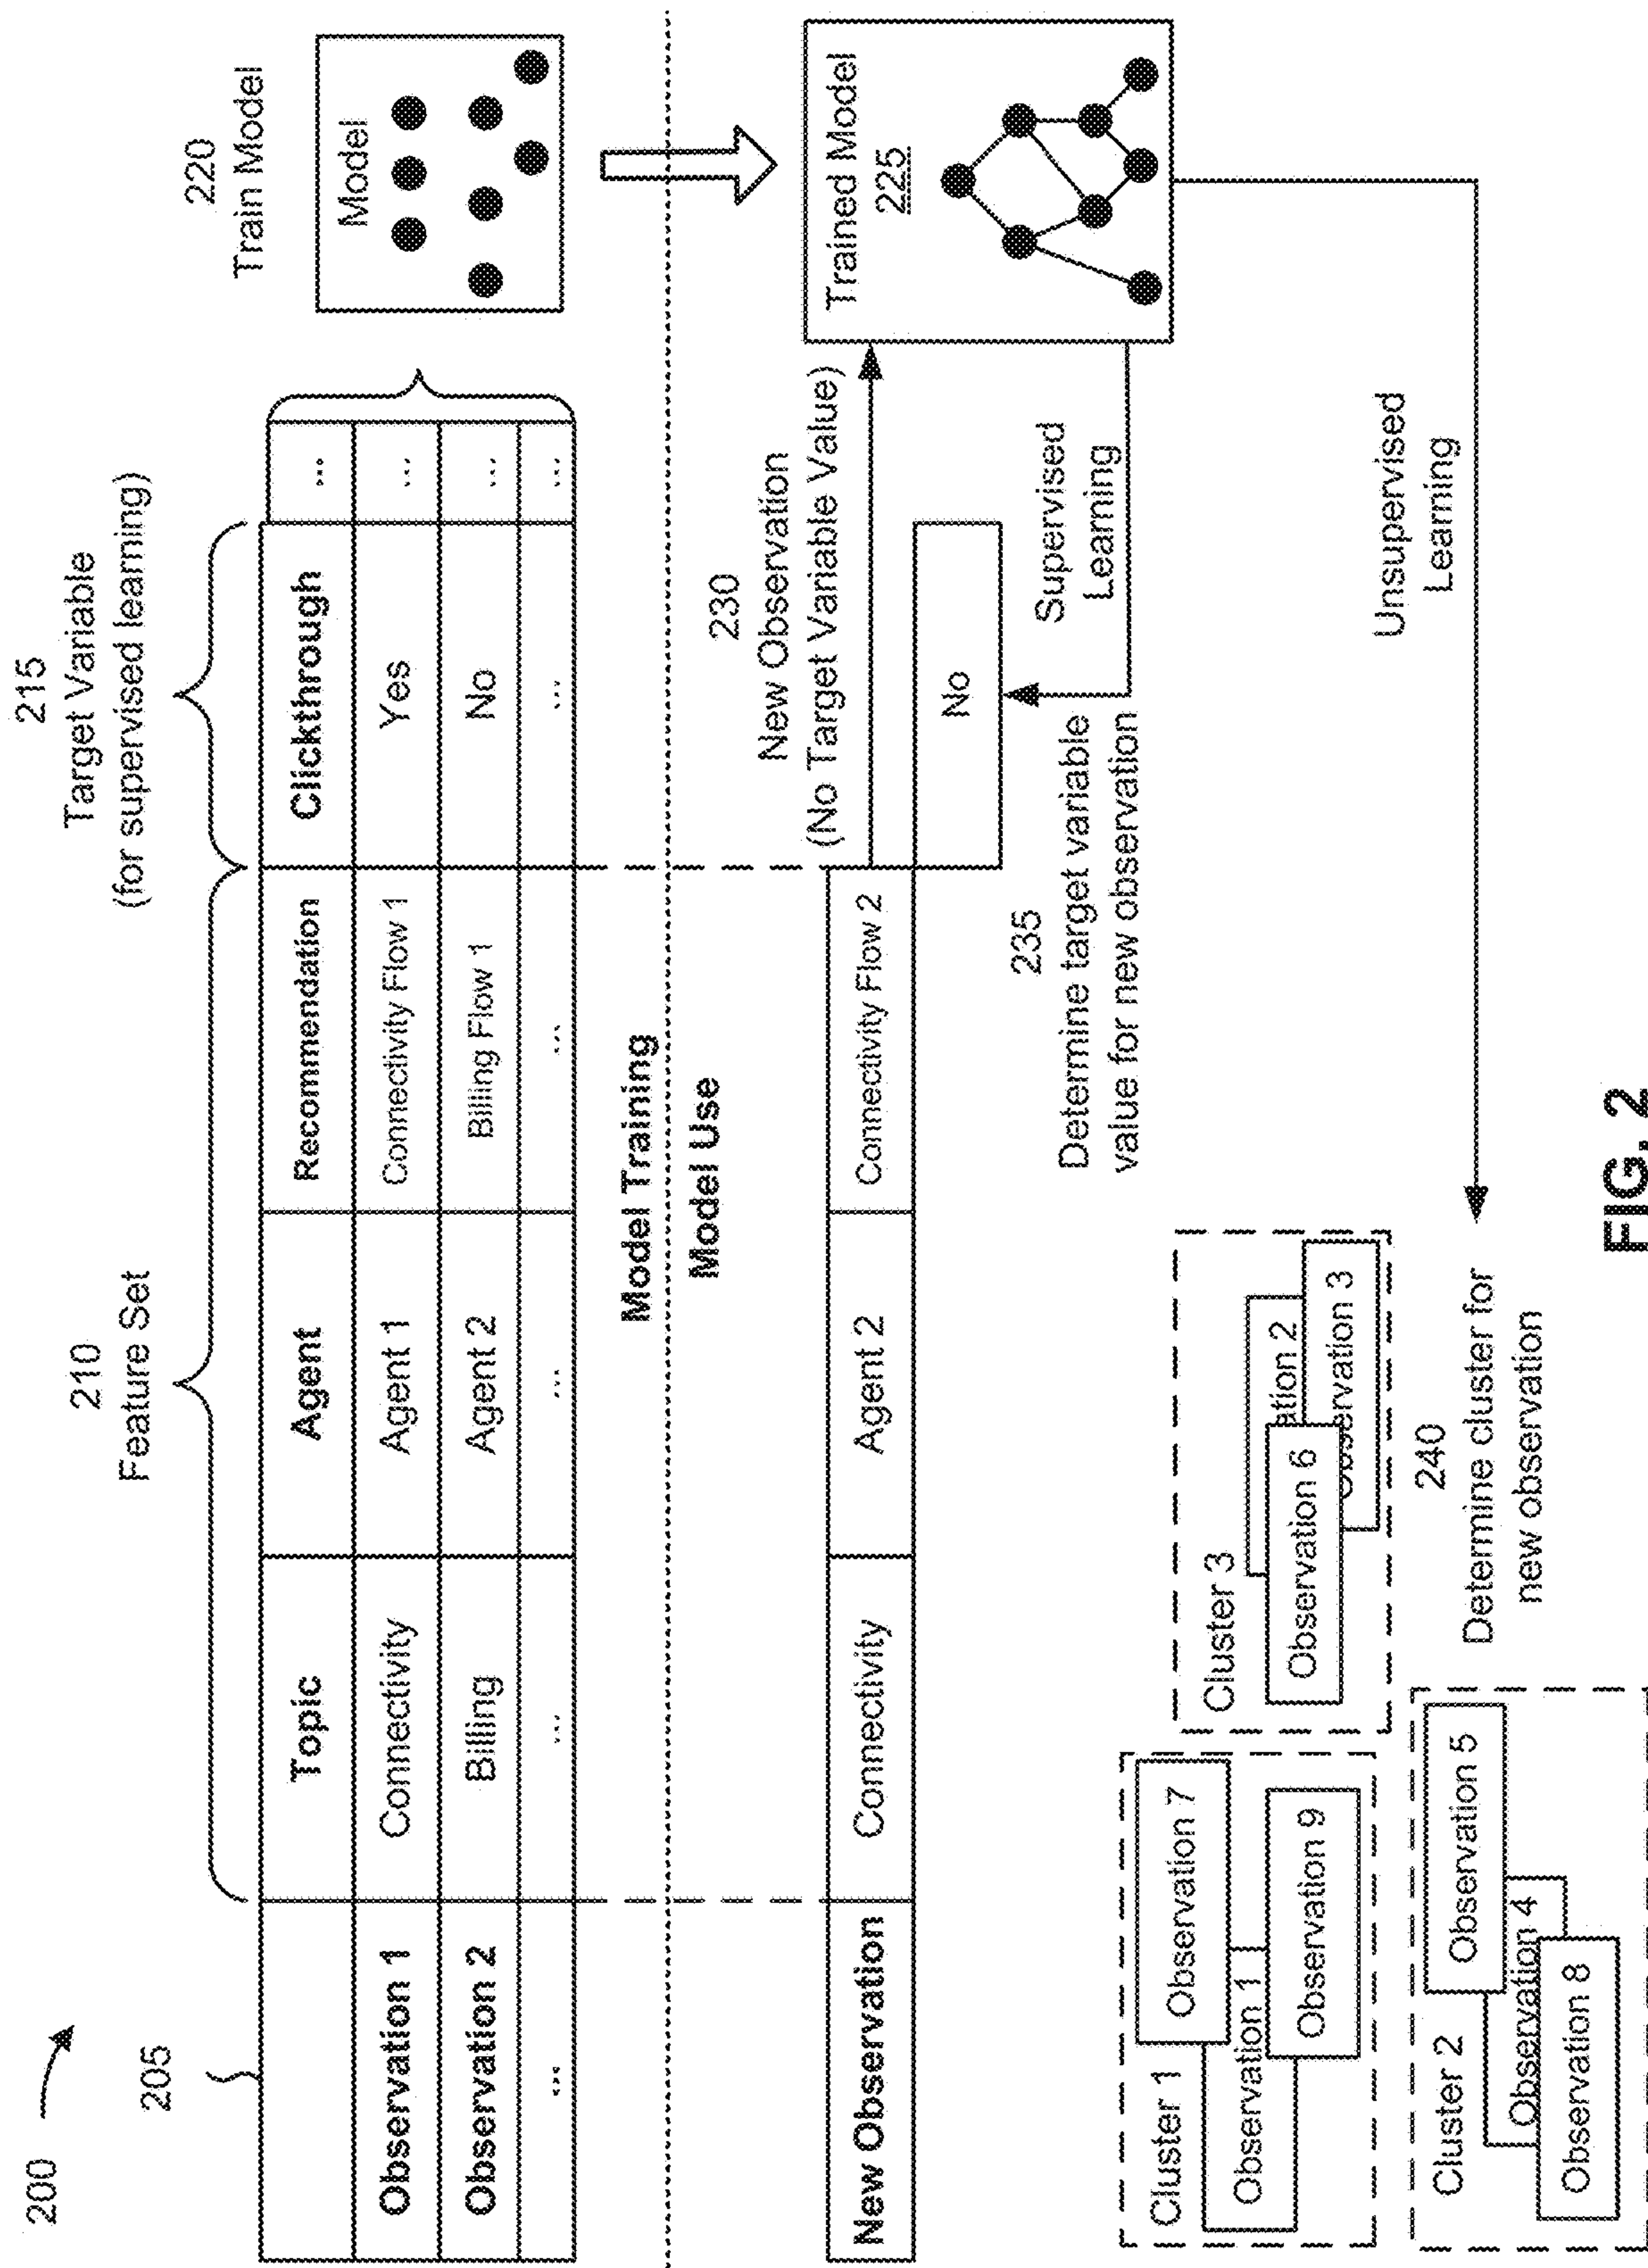 200
205
210
Feature Set
215
Target Variable
(for supervised learning)
220
Train Model
Topic
Agent
Recommendation
Clickthrough
...
Observation 1
Connectivity
Agent 1
Connectivity Flow 1
Yes
...
Observation 2
Billing
Agent 2
Billing Flow 1
No
...
...
...
...
...
...
...
Model
Model Training
Model Use
230
New Observation
(No Target Variable Value)
Trained Model
225
New Observation
Connectivity
Agent 2
Connectivity Flow 2
No
235
Determine target variable
value for new observation
Supervised
Learning
Cluster 1
Observation 7
Observation 1
Observation 9
Cluster 3
ation 2
Observation 6
Observation 3
Cluster 2
Observation 5
Observation 4
Observation 8
240
Determine cluster for
new observation
Unsupervised
Learning
FIG. 2